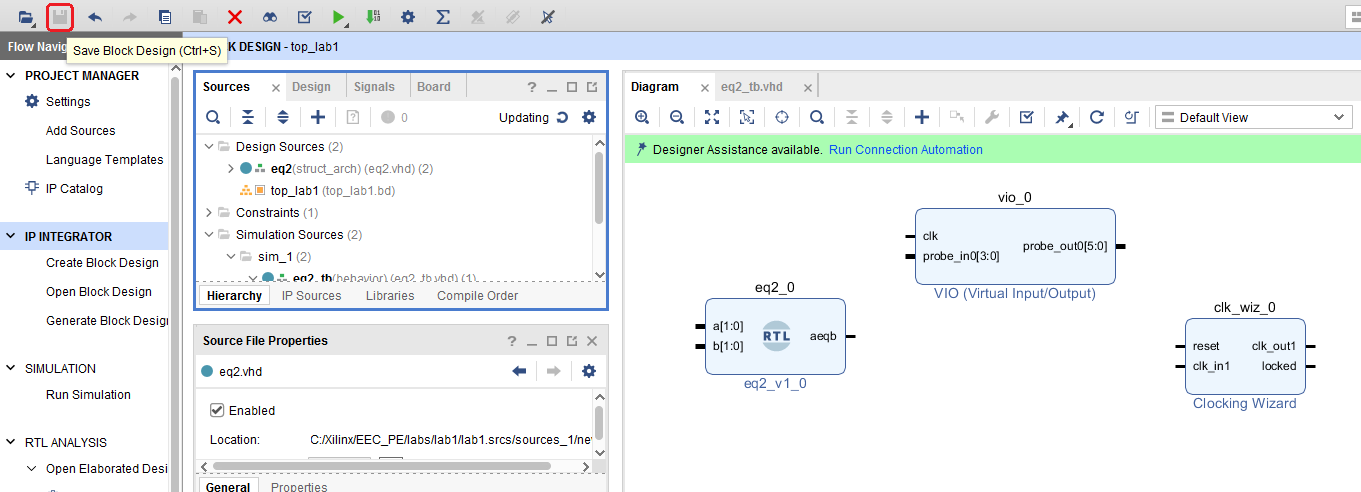 Flow Navig
Save Block Design (Ctrl+S)
CK DESIGN - top_lab1
PROJECT MANAGER
Settings
Add Sources
Language Templates
IP Catalog
IP INTEGRATOR
Create Block Design
Open Block Design
Generate Block Design
SIMULATION
Run Simulation
RTL ANALYSIS
Open Elaborated Desi
Sources
Design
Signals
Board
0
Updating
Design Sources (2)
eq2(struct_arch) (eq2.vhd) (2)
top_lab1 (top_lab1.bd)
Constraints (1)
Simulation Sources (2)
sim_1 (2)
eq2_tb(behavior) (eq2_tb.vhd) (1)
Hierarchy
IP Sources
Libraries
Compile Order
Source File Properties
eq2.vhd
Enabled
Location:
C:/Xilinx/EEC_PE/labs/lab1/lab1.srcs/sources_1/ne
General
Properties
Diagram
eq2_tb.vhd
Default View
Designer Assistance available. Run Connection Automation
vio_0
clk
probe_in0[3:0]
probe_out0[5:0]
VIO (Virtual Input/Output)
eq2_0
a[1:0]
b[1:0]
RTL
aeqb
eq2_v1_0
clk_wiz_0
reset
clk_in1
clk_out1
locked
Clocking Wizard